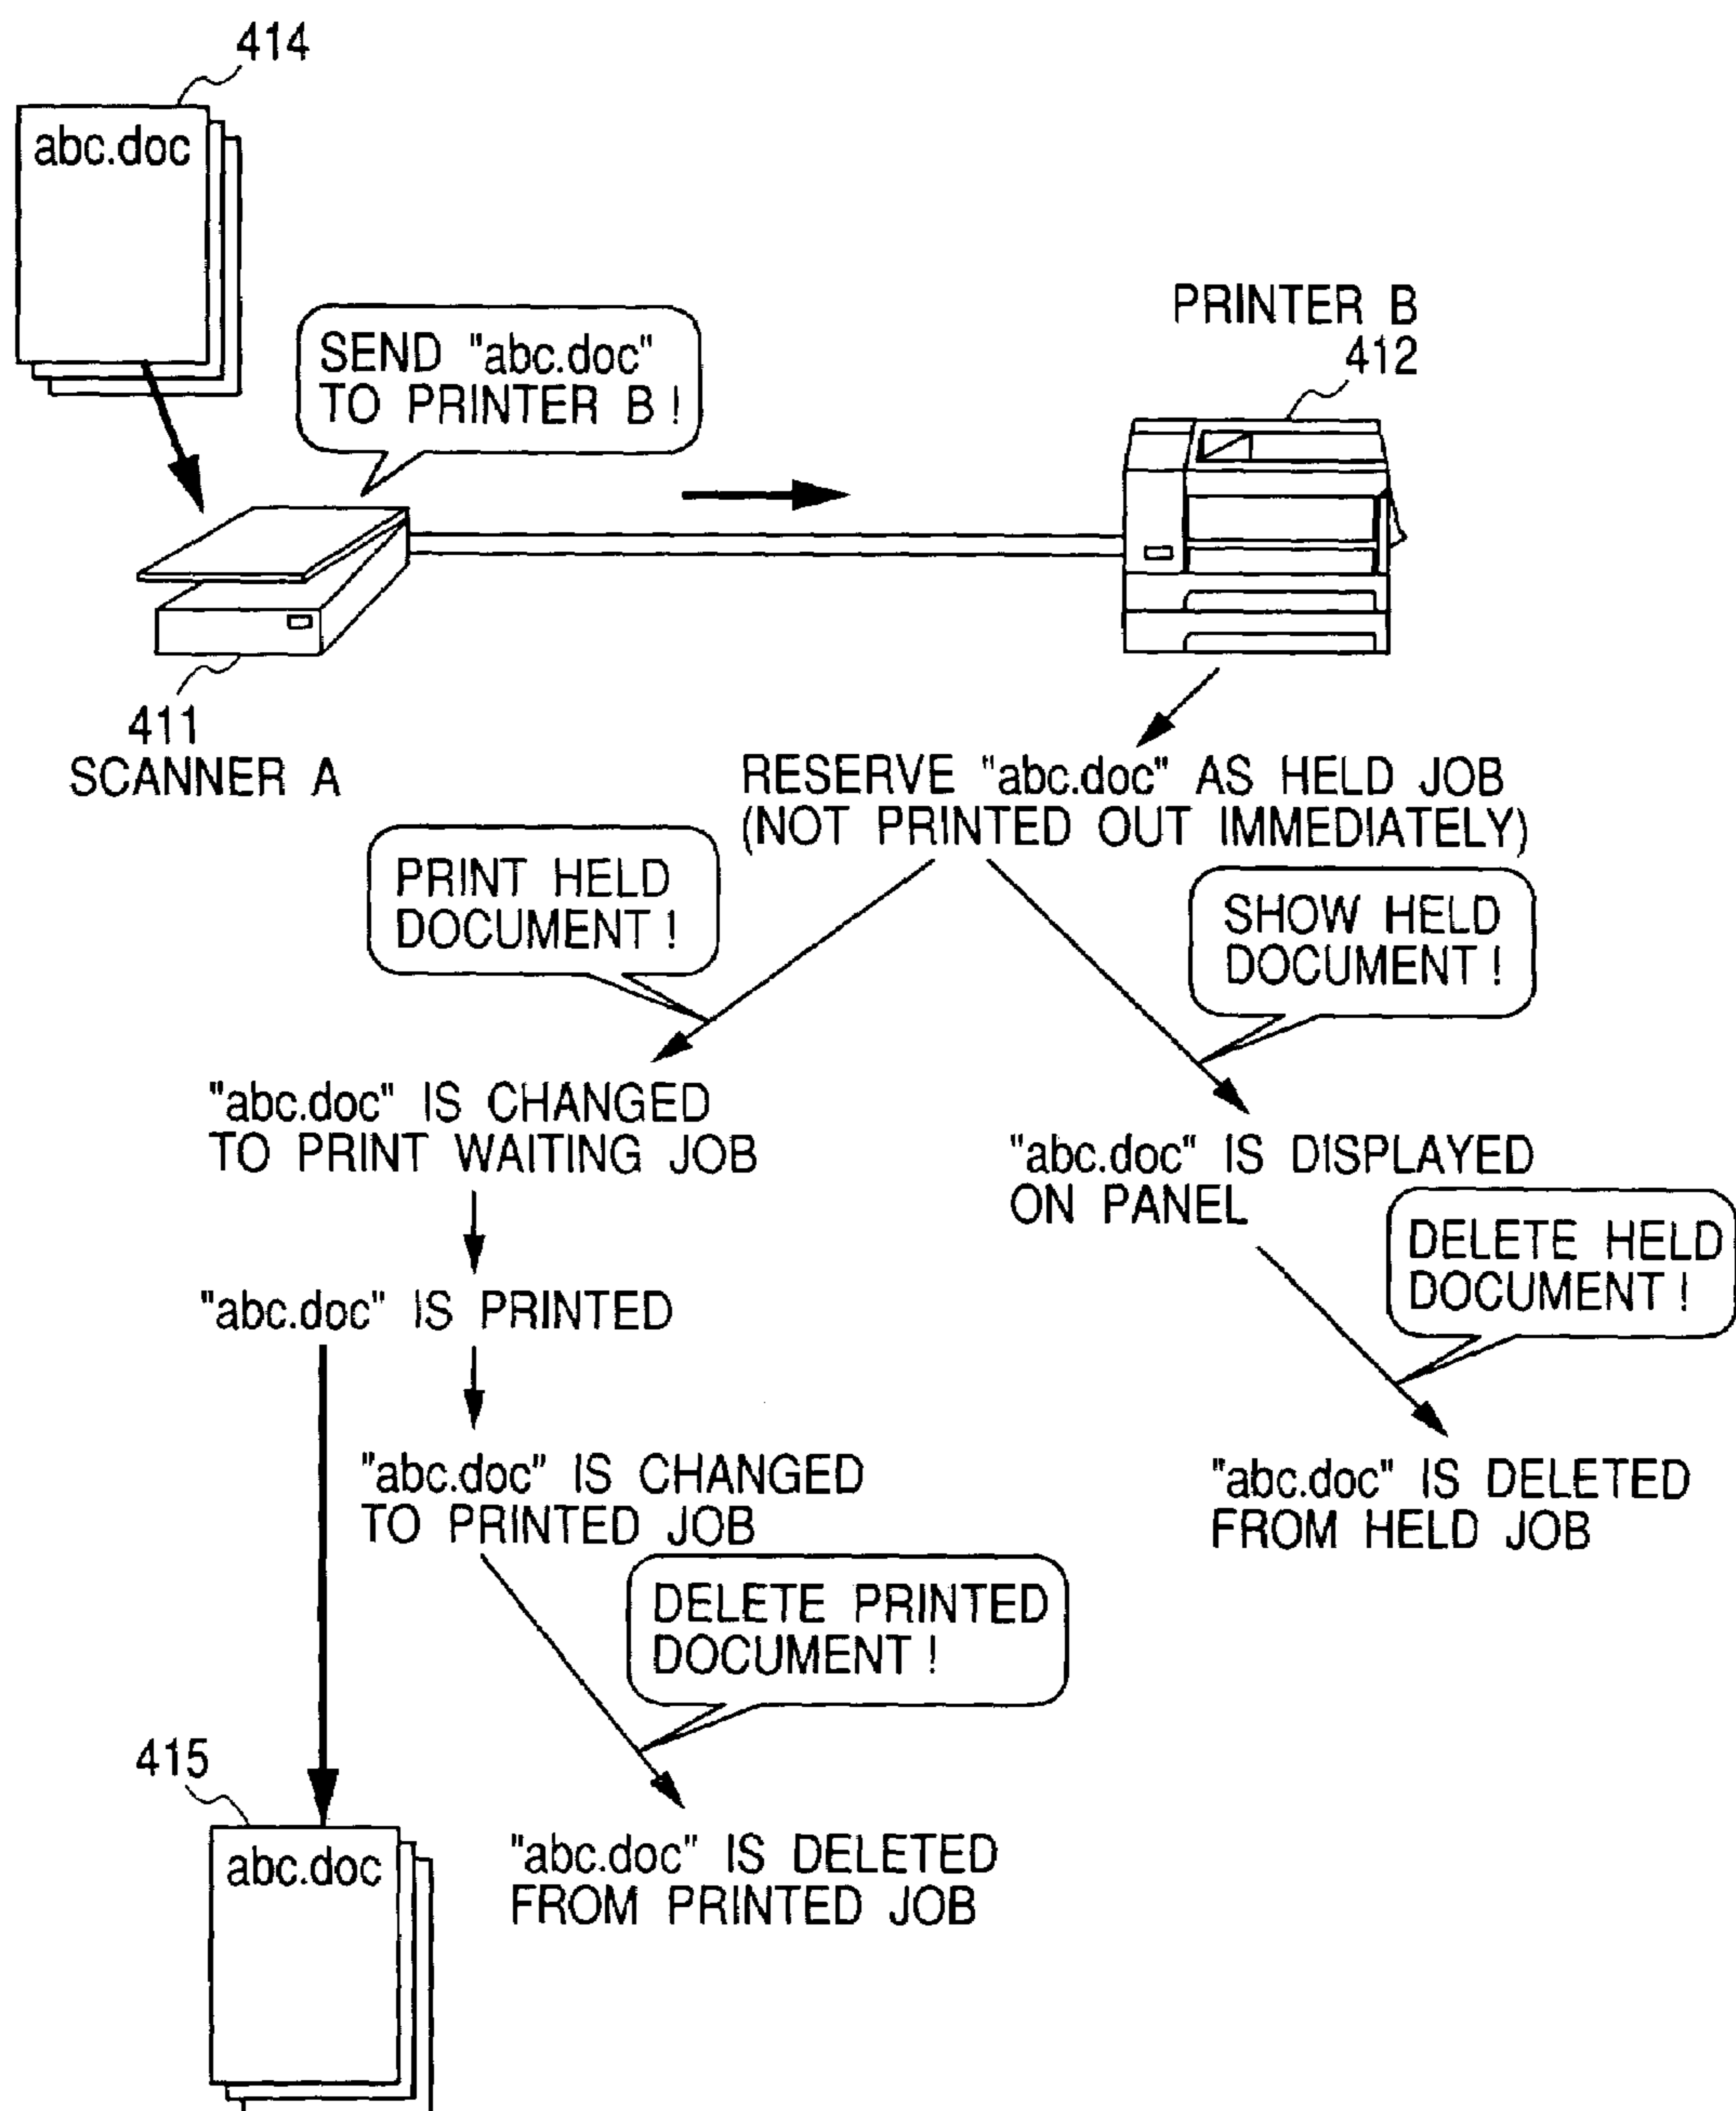 414
abc.doc
SEND "abc.doc"
TO PRINTER B !
PRINTER B
412
411
SCANNER A
RESERVE "abc.doc" AS HELD JOB
(NOT PRINTED OUT IMMEDIATELY)
PRINT HELD
DOCUMENT !
SHOW HELD
DOCUMENT !
"abc.doc" IS CHANGED
TO PRINT WAITING JOB
"abc.doc" IS DISPLAYED
ON PANEL
DELETE HELD
DOCUMENT !
"abc.doc" IS PRINTED
"abc.doc" IS CHANGED
TO PRINTED JOB
"abc.doc" IS DELETED
FROM HELD JOB
DELETE PRINTED
DOCUMENT !
415
abc.doc
"abc.doc" IS DELETED
FROM PRINTED JOB